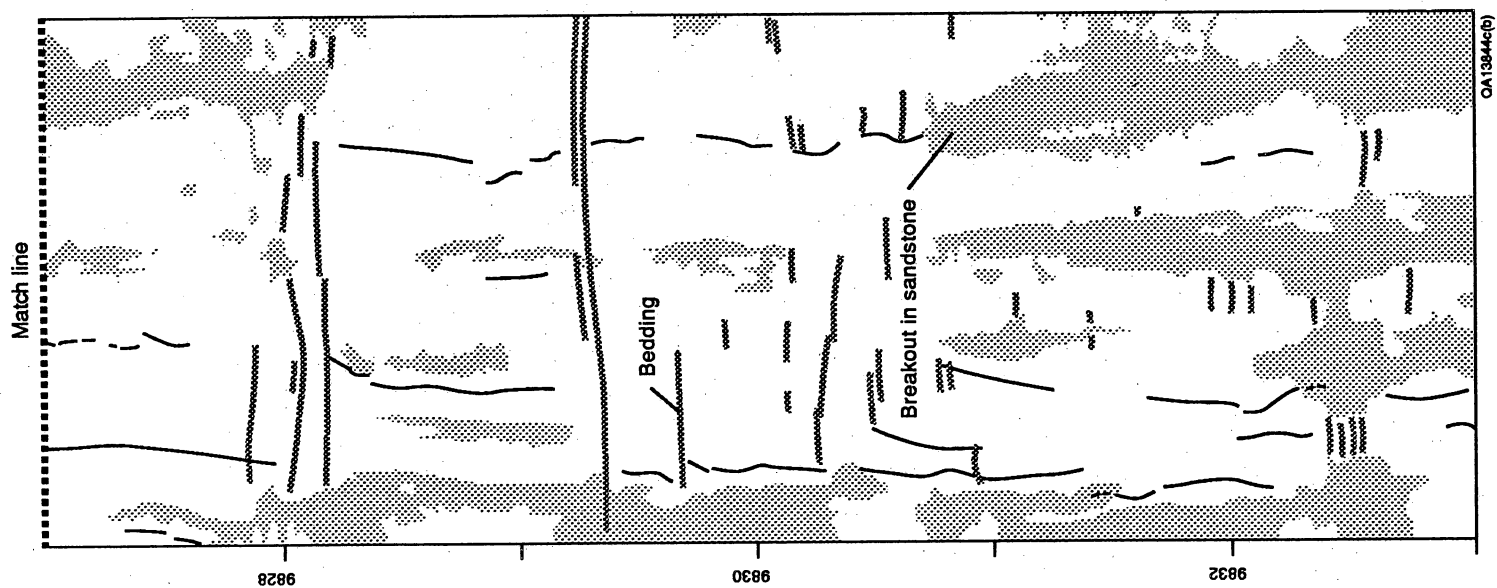 Match line
Bedding
Breakout in sandstone
9828
9830
9832
QA13844c(b)